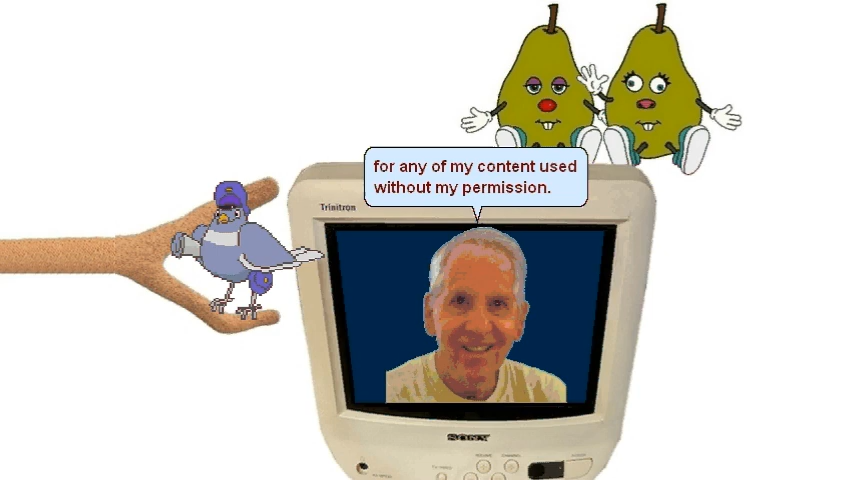 for any of my content used
without my permission.
Trinitron
SONY